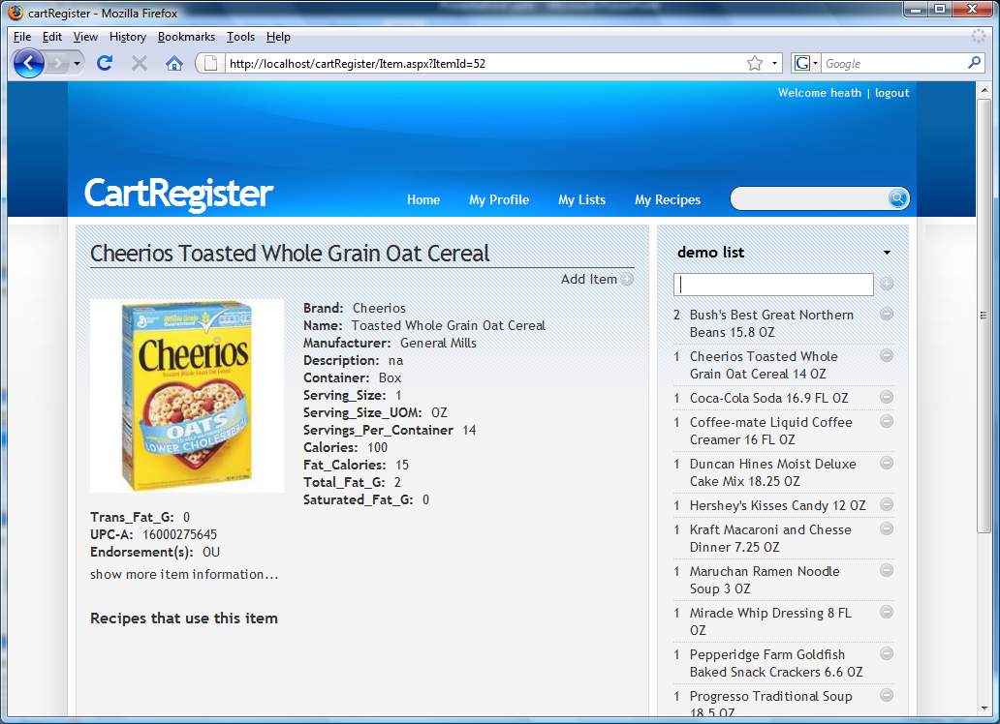 cartRegister - Mozilla Firefox
File Edit View History Bookmarks Tools Help
http://localhost/cartRegister/Item.aspx?ItemId=52
G
Google
Welcome heath | logout
CartRegister
Home My Profile My Lists My Recipes
Cheerios Toasted Whole Grain Oat Cereal
Add Item
Whole Grain
Cheerios
Toasted Whole Grain Oat Cereal
OATS
LOWER CHOLESTEROL
Brand: Cheerios
Name: Toasted Whole Grain Oat Cereal
Manufacturer: General Mills
Description: na
Container: Box
Serving_Size: 1
Serving_Size_UOM: OZ
Servings_Per_Container 14
Calories: 100
Fat_Calories: 15
Total_Fat_G: 2
Saturated_Fat_G: 0
Trans_Fat_G: 0
UPC-A: 16000275645
Endorsement(s): OU
show more item information...
Recipes that use this item
demo list
2 Bush's Best Great Northern
Beans 15.8 OZ
1 Cheerios Toasted Whole
Grain Oat Cereal 14 OZ
1 Coca-Cola Soda 16.9 FL OZ
1 Coffee-mate Liquid Coffee
Creamer 16 FL OZ
1 Duncan Hines Moist Deluxe
Cake Mix 18.25 OZ
1 Hershey's Kisses Candy 12 OZ
1 Kraft Macaroni and Chesse
Dinner 7.25 OZ
1 Maruchan Ramen Noodle
Soup 3 OZ
1 Miracle Whip Dressing 8 FL
OZ
1 Pepperidge Farm Goldfish
Baked Snack Crackers 6.6 OZ
1 Progresso Traditional Soup
18.5 OZ